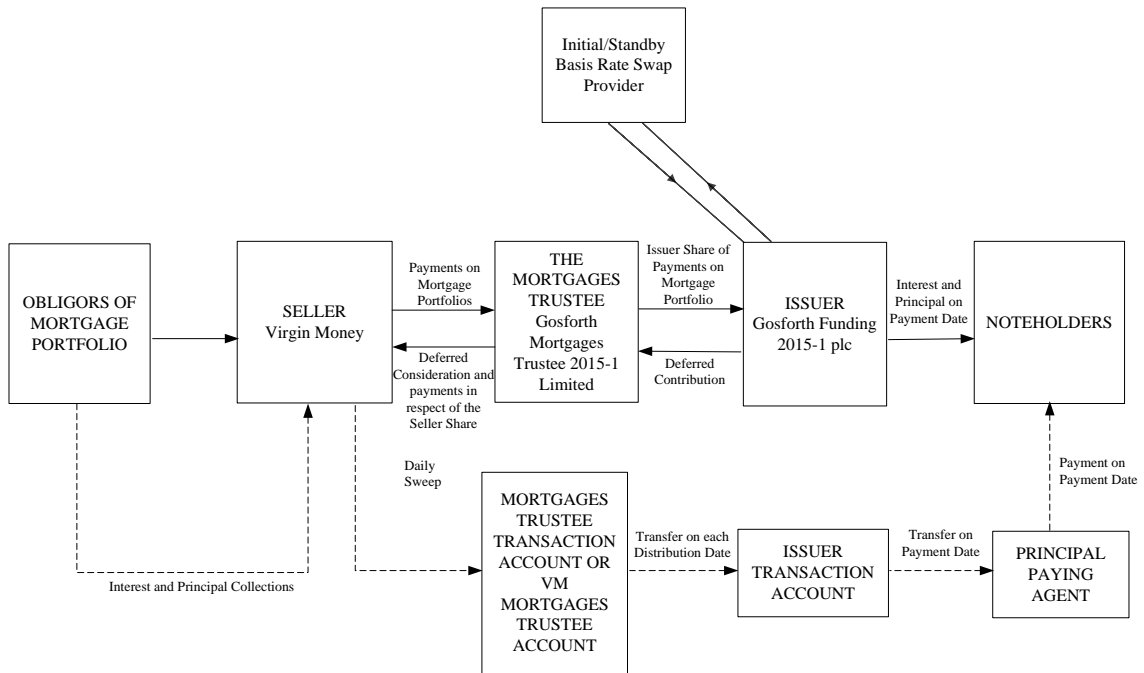 Initial/Standby
Basis Rate Swap
Provider
OBLIGORS OF
MORTGAGE
PORTFOLIO
SELLER
Virgin Money
Payments on
Mortgage
Portfolios
Deferred
Consideration and
payments in
respect of the
Seller Share
THE
MORTGAGES
TRUSTEE
Gosforth
Mortgages
Trustee 2015-1
Limited
Issuer Share of
Payments on
Mortgage
Portfolio
Deferred
Contribution
ISSUER
Gosforth Funding
2015-1 plc
Interest and
Principal on
Payment Date
NOTEHOLDERS
Interest and Principal Collections
Daily
Sweep
MORTGAGES
TRUSTEE
TRANSACTION
ACCOUNT OR
VM
MORTGAGES
TRUSTEE
ACCOUNT
Transfer on each
Distribution Date
ISSUER
TRANSACTION
ACCOUNT
Transfer on
Payment Date
PRINCIPAL
PAYING
AGENT
Payment on
Payment Date